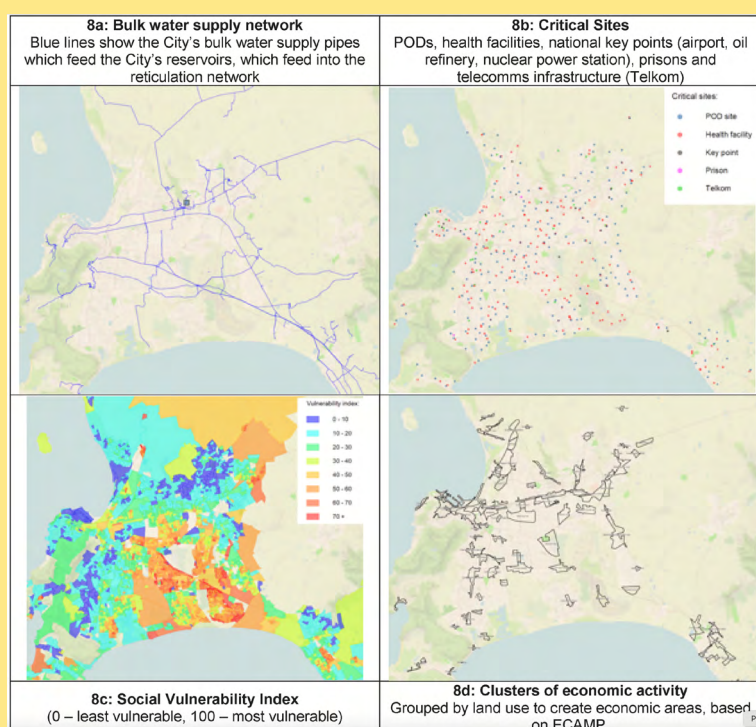 8a: Bulk water supply network
Blue lines show the City's bulk water supply pipes
which feed the City's reservoirs, which feed into the
reticulation network
8b: Critical Sites
PODs, health facilities, national key points (airport, oil
refinery, nuclear power station), prisons and
telecomms infrastructure (Telkom)
Critical sites:
POD site
Health facility
Key point
Prison
Telkom
Vulnerability index:
0 - 10
10 - 20
20 - 30
30 - 40
40 - 50
50 - 60
60 - 70
70 +
8c: Social Vulnerability Index
(0 – least vulnerable, 100 – most vulnerable)
8d: Clusters of economic activity
Grouped by land use to create economic areas, based
on ECAMP